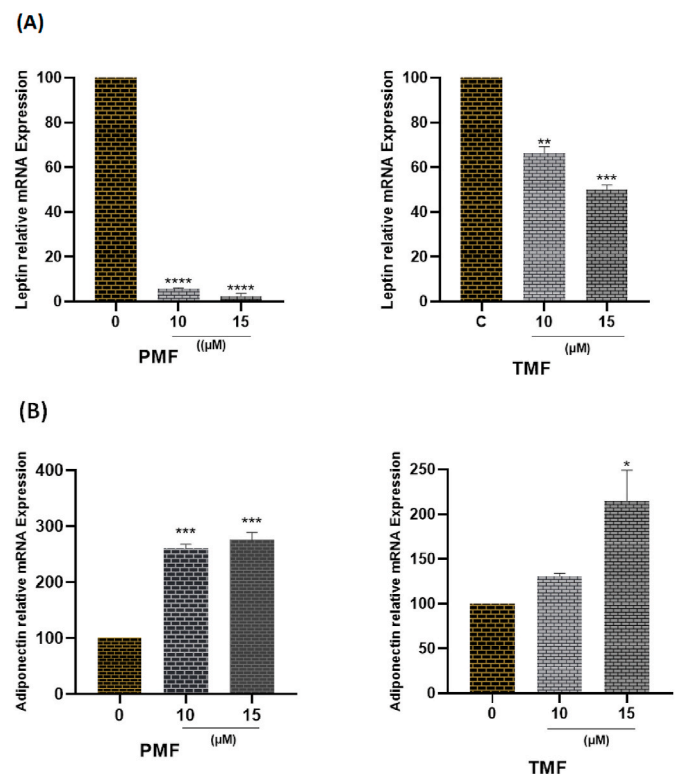 (A)
Leptin relative mRNA Expression
100
80
60
40
20
0
****
****
0
10
15
((μM)
PMF
Leptin relative mRNA Expression
100
80
60
40
20
0
**
***
C
10
15
(μM)
TMF
(B)
Adiponectin relative mRNA Expression
400
300
200
100
0
***
***
0
10
15
(μM)
PMF
Adiponectin relative mRNA Expression
250
200
150
100
50
0
*
0
10
15
(μM)
TMF